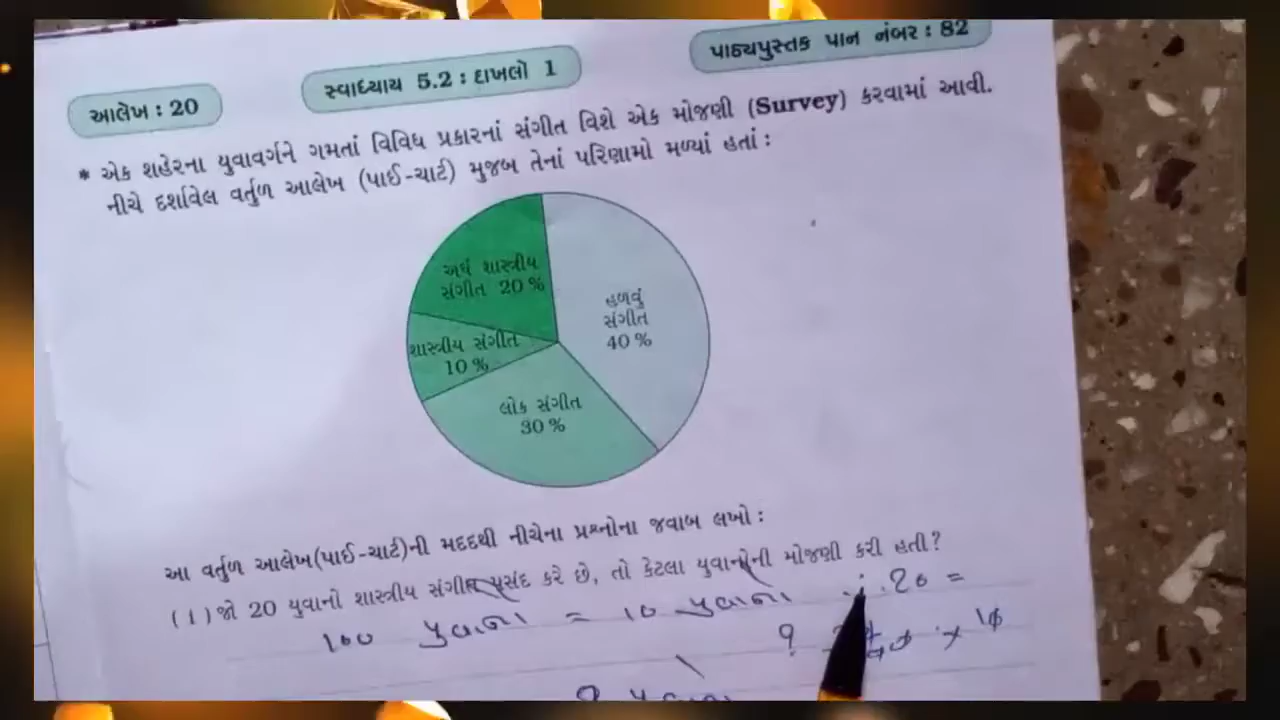 આલેખ : 20
સ્વાધ્યાય 5.2 : દાખલો 1
પાઠ્યપુસ્તક પાન નંબર : 82
* એક શહેરના યુવાવર્ગને ગમતાં વિવિધ પ્રકારનાં સંગીત વિશે એક મોજણી (Survey) કરવામાં આવી.
નીચે દર્શાવેલ વર્તુળ આલેખ (પાઈ-ચાર્ટ) મુજબ તેનાં પરિણામો મળ્યાં હતાં :
અર્ધ શાસ્ત્રીય
સંગીત 20 %
હળવું
સંગીત
40 %
શાસ્ત્રીય સંગીત
10 %
લોક સંગીત
30 %
આ વર્તુળ આલેખ(પાઈ-ચાર્ટ)ની મદદથી નીચેના પ્રશ્નોના જવાબ લખો :
(1) જો 20 યુવાનો શાસ્ત્રીય સંગીત પસંદ કરે છે, તો કેટલા યુવાનોની મોજણી કરી હતી?
100 યુવાનો = 10 યુવાનો